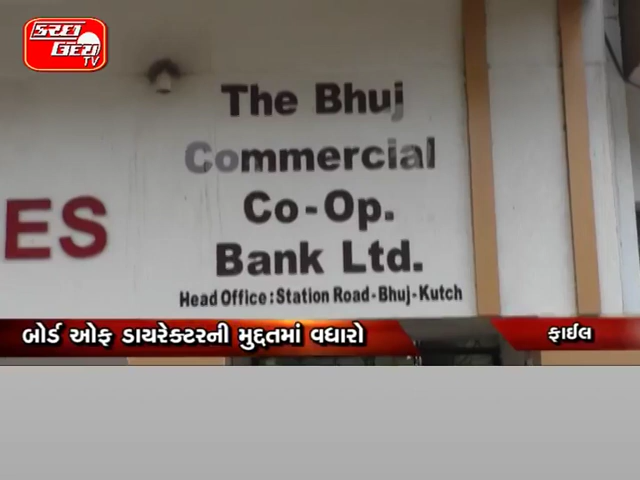 કચ્છ
ઉદય
TV
The Bhuj
Commercial
Co-Op.
Bank Ltd.
ES
Head Office : Station Road - Bhuj - Kutch
બોર્ડ ઓફ ડાયરેક્ટરની મુદ્દતમાં વધારો
ફાઈલ